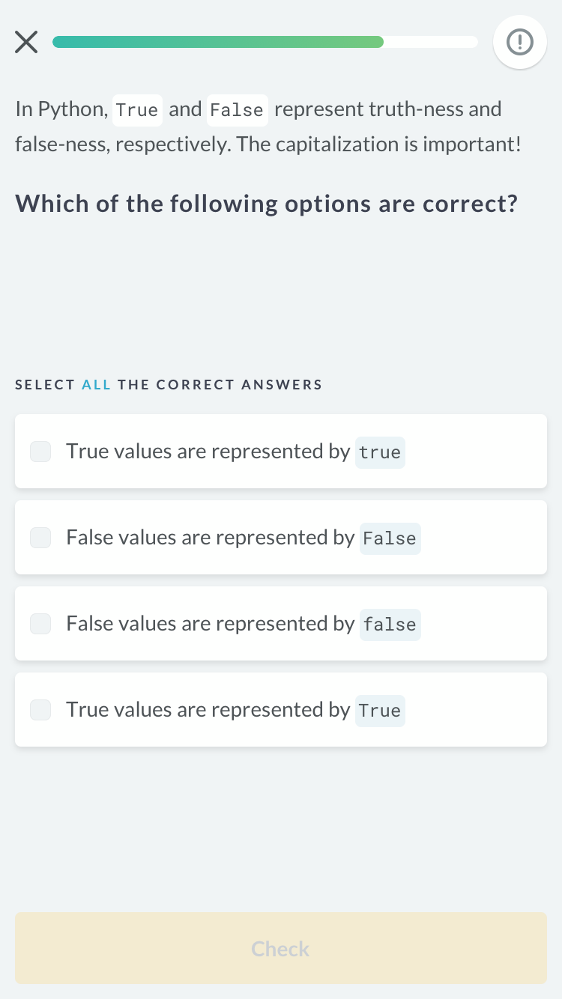 In Python, True and False represent truth-ness and
false-ness, respectively. The capitalization is important!
Which of the following options are correct?
SELECT ALL THE CORRECT ANSWERS
True values are represented by true
False values are represented by False
False values are represented by false
True values are represented by True
Check